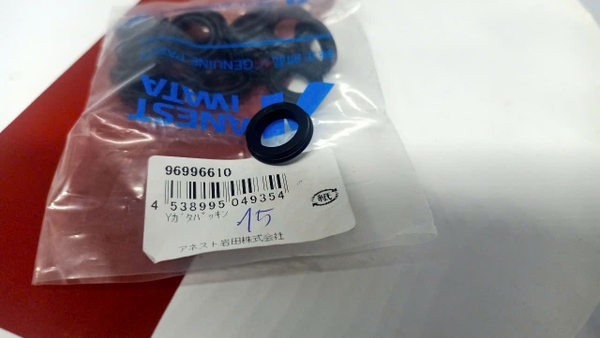 GENUINE PARTS
ANEST
IWATA
96996610
4 538995 049354
Yガタパッキン
15
アネスト岩田株式会社